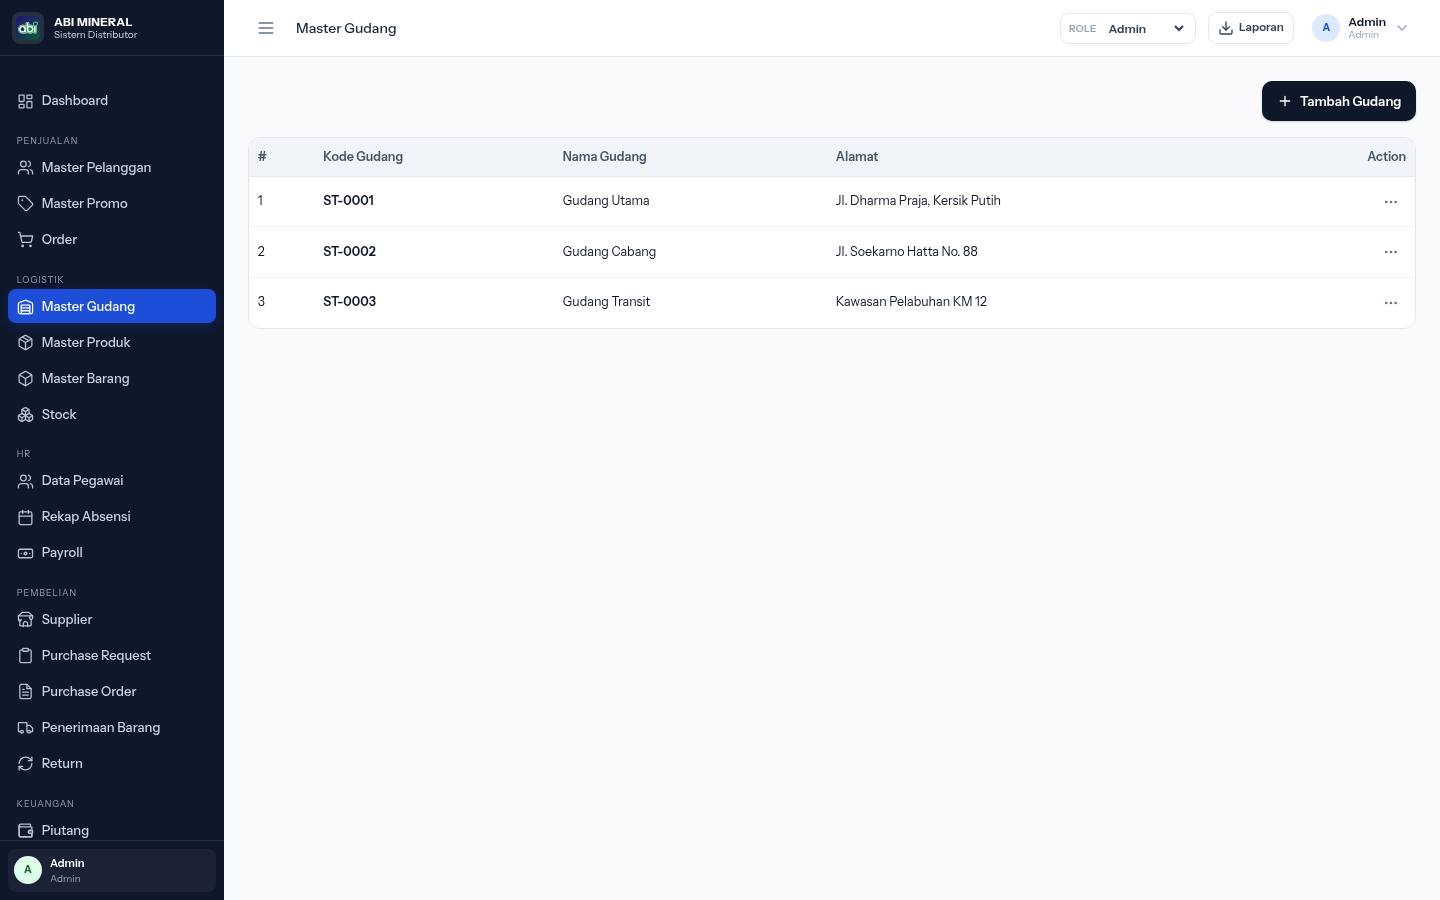 abi
ABI MINERAL
Sistem Distributor
Dashboard
PENJUALAN
Master Pelanggan
Master Promo
Order
LOGISTIK
Master Gudang
Master Produk
Master Barang
Stock
HR
Data Pegawai
Rekap Absensi
Payroll
PEMBELIAN
Supplier
Purchase Request
Purchase Order
Penerimaan Barang
Return
KEUANGAN
Piutang
A
Admin
Admin
Master Gudang
ROLE Admin
Laporan
A
Admin
Admin
+ Tambah Gudang
# Kode Gudang Nama Gudang Alamat Action
1 ST-0001 Gudang Utama Jl. Dharma Praja, Kersik Putih ...
2 ST-0002 Gudang Cabang Jl. Soekarno Hatta No. 88 ...
3 ST-0003 Gudang Transit Kawasan Pelabuhan KM 12 ...